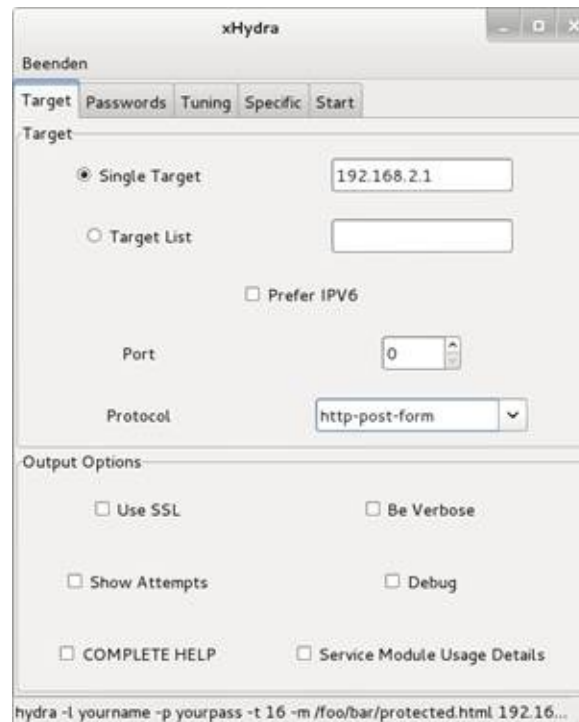 xHydra
Beenden
Target Passwords Tuning Specific Start
Target
Single Target 192.168.2.1
Target List
Prefer IPV6
Port 0
Protocol http-post-form
Output Options
Use SSL Be Verbose
Show Attempts Debug
COMPLETE HELP Service Module Usage Details
hydra -l yourname -p yourpass -t 16 -m /foo/bar/protected.html 192.16...